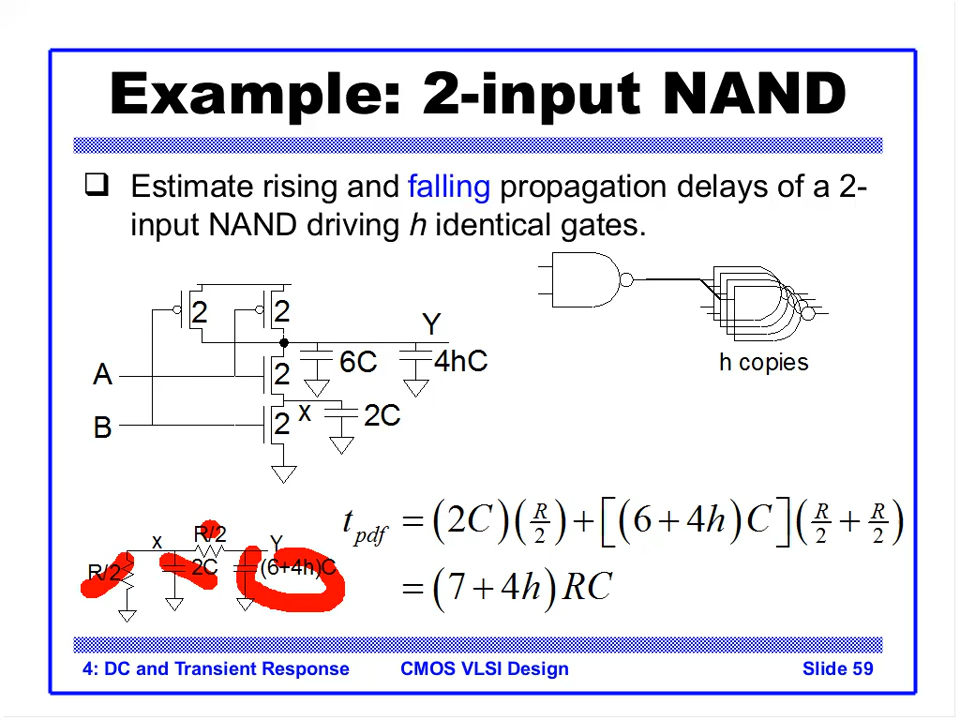 Example: 2-input NAND
Estimate rising and falling propagation delays of a 2-
input NAND driving h identical gates.
2
2
Y
6C
4hC
h copies
A
2
x
2C
B
2
t_pdf = (2C)(R/2) + [(6 + 4h)C](R/2 + R/2)
= (7 + 4h)RC
x
R/2
Y
R/2
2C
(6+4h)C
4: DC and Transient Response
CMOS VLSI Design
Slide 59